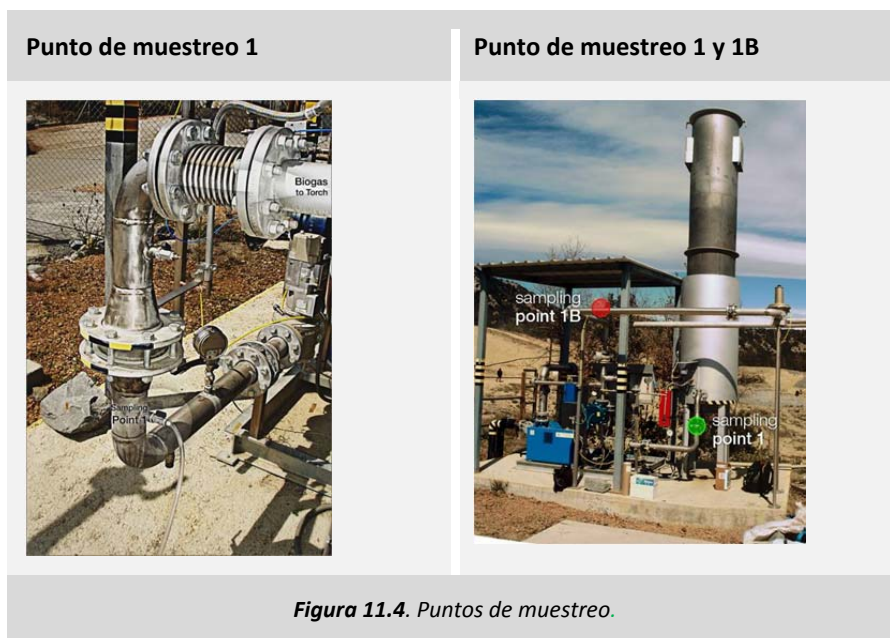 Punto de muestreo 1
Punto de muestreo 1 y 1B
Biogas
to Torch
Sampling
Point 1
sampling
point 1B
sampling
point 1
Figura 11.4. Puntos de muestreo.